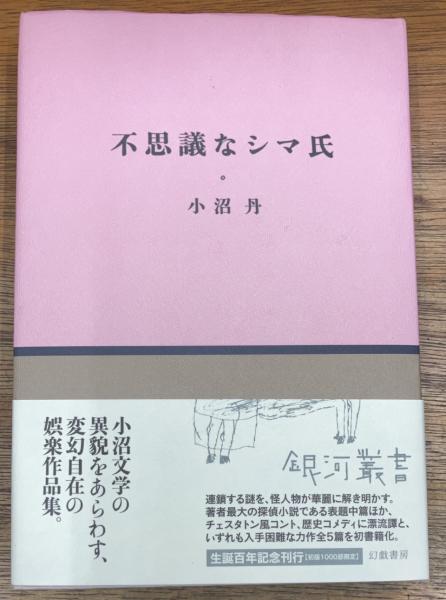 不思議なシマ氏
小沼 丹
小沼文学の
異貌をあらわす、
変幻自在の
娯楽作品集。
銀河叢書
連鎖する謎を、怪人物が華麗に解き明かす。
著者最大の探偵小説である表題中篇ほか、
チェスタトン風コント、歴史コメディに漂流譚と、
いずれも入手困難な力作全5篇を初書籍化。
生誕百年記念刊行【初版1000部限定】
幻戯書房